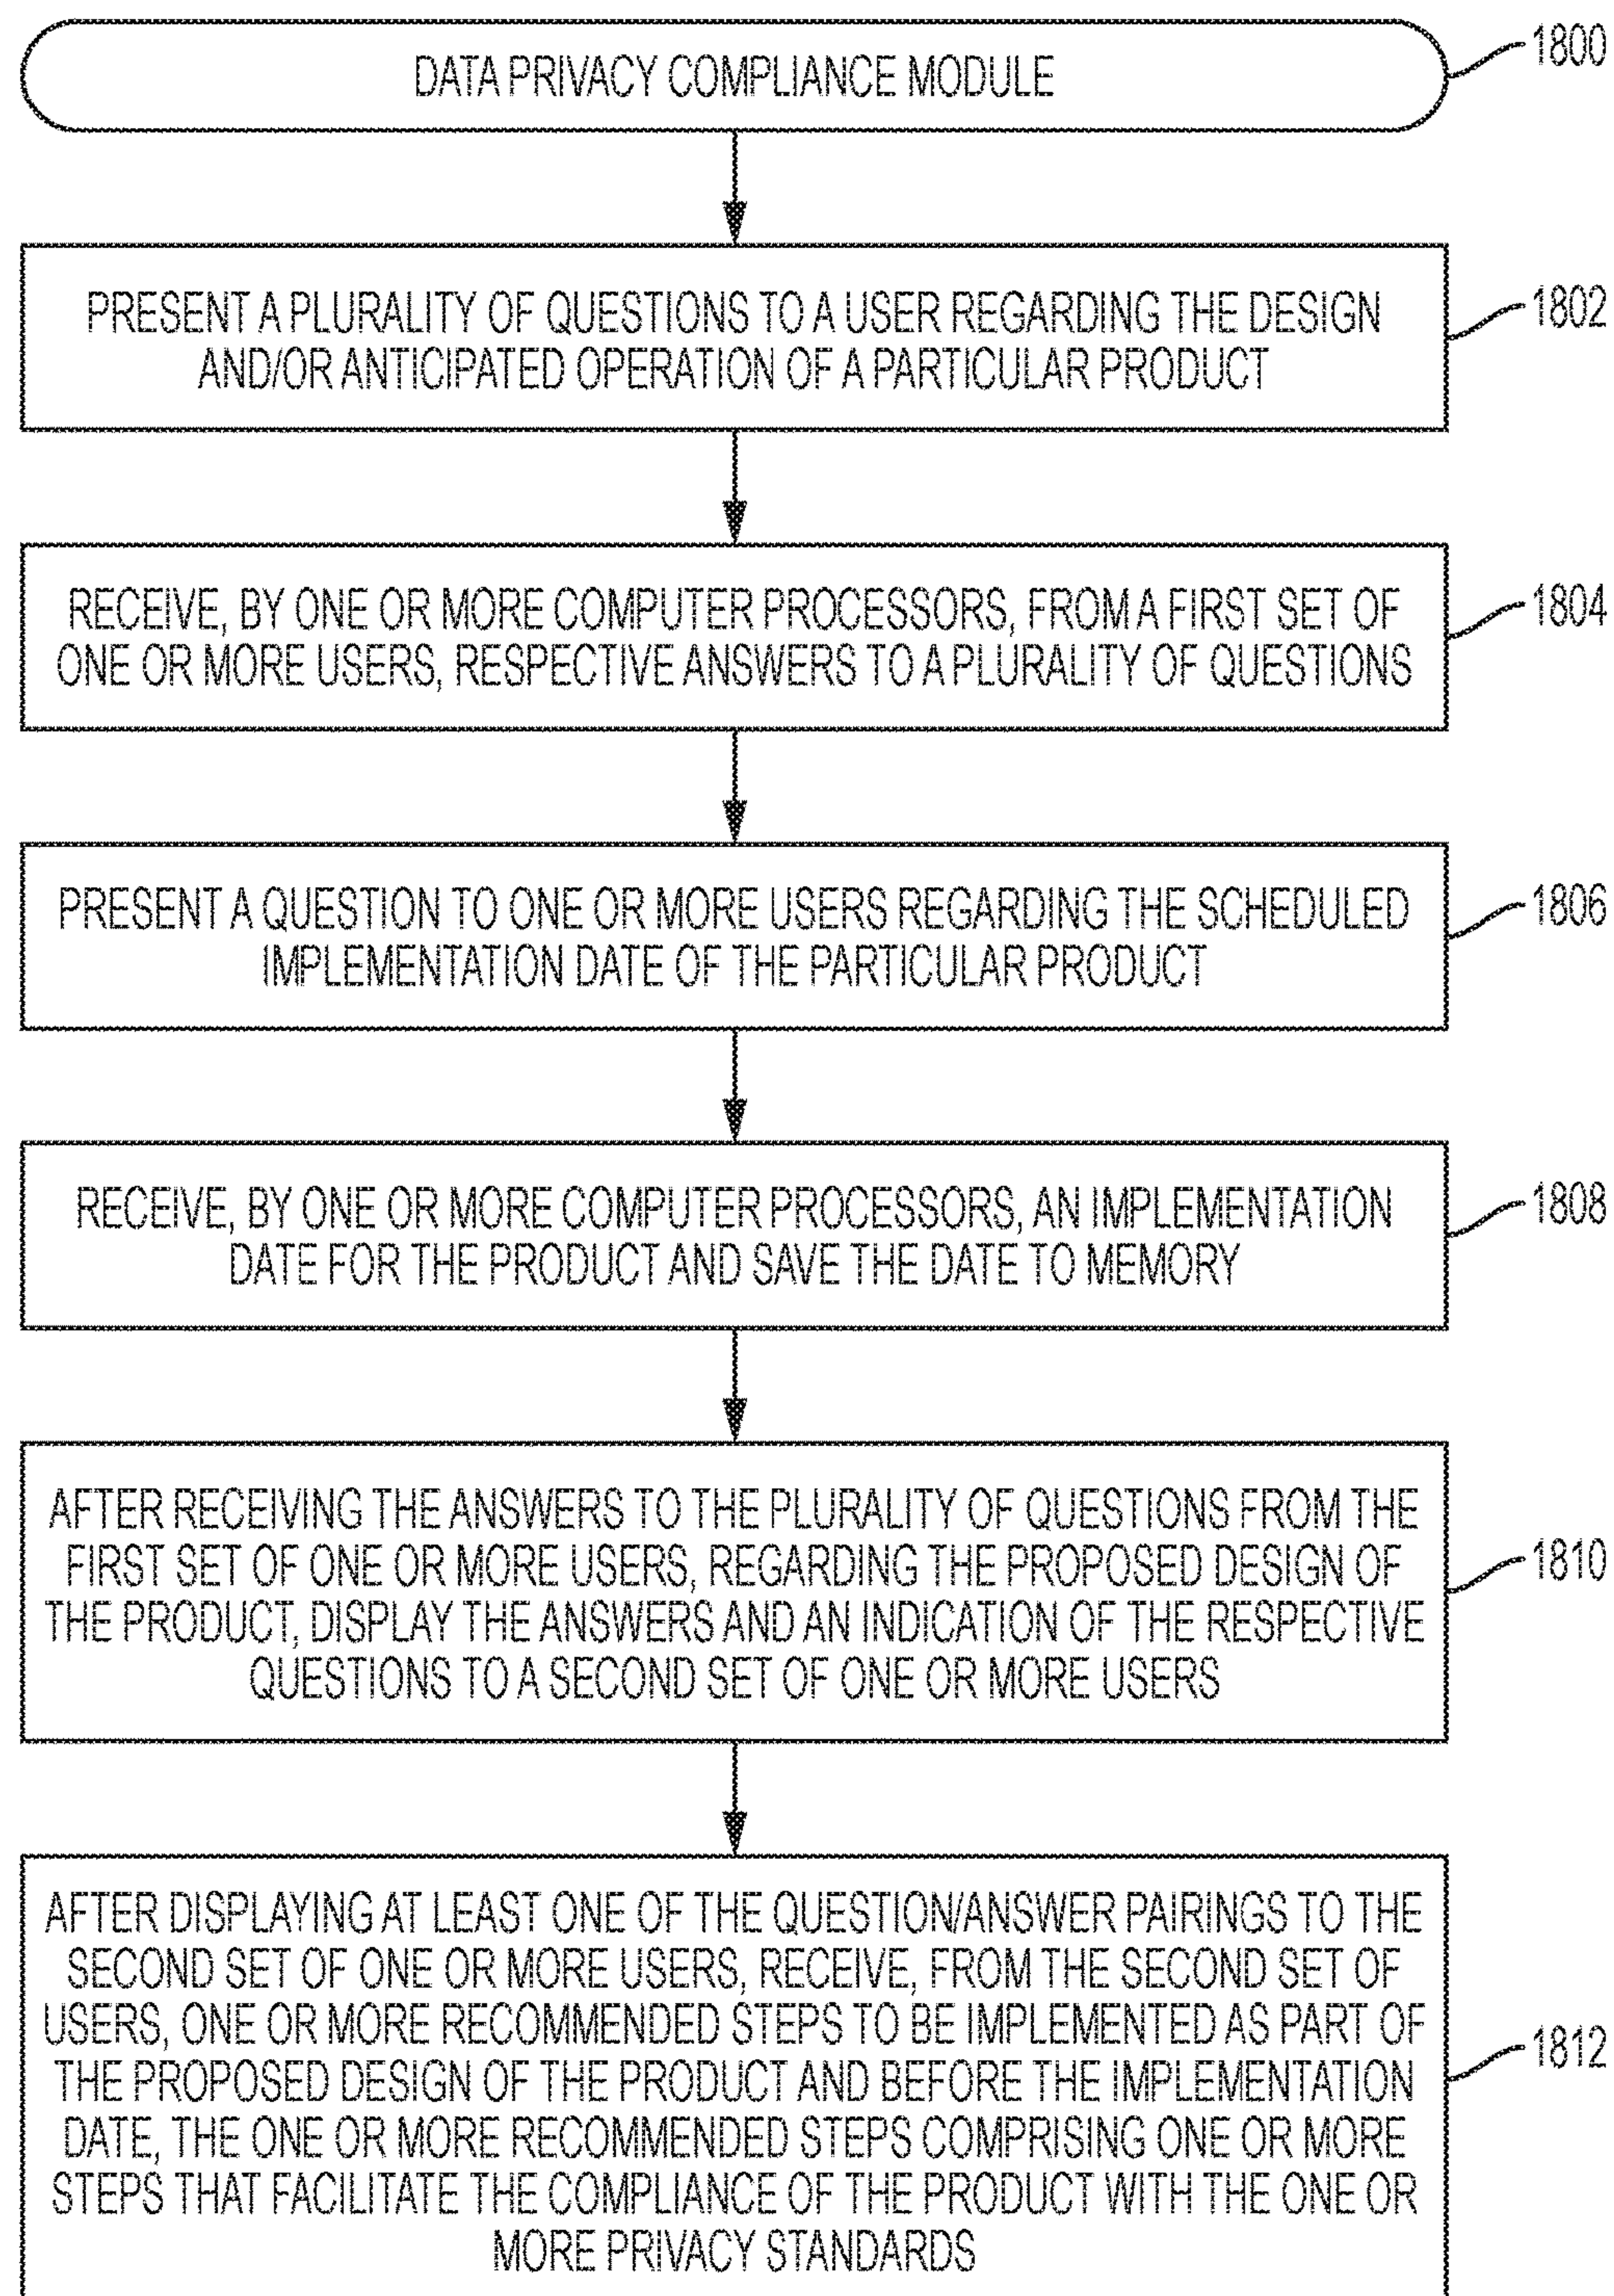 DATA PRIVACY COMPLIANCE MODULE
1800
PRESENT A PLURALITY OF QUESTIONS TO A USER REGARDING THE DESIGN
AND/OR ANTICIPATED OPERATION OF A PARTICULAR PRODUCT
1802
RECEIVE, BY ONE OR MORE COMPUTER PROCESSORS, FROM A FIRST SET OF
ONE OR MORE USERS, RESPECTIVE ANSWERS TO A PLURALITY OF QUESTIONS
1804
PRESENT A QUESTION TO ONE OR MORE USERS REGARDING THE SCHEDULED
IMPLEMENTATION DATE OF THE PARTICULAR PRODUCT
1806
RECEIVE, BY ONE OR MORE COMPUTER PROCESSORS, AN IMPLEMENTATION
DATE FOR THE PRODUCT AND SAVE THE DATE TO MEMORY
1808
AFTER RECEIVING THE ANSWERS TO THE PLURALITY OF QUESTIONS FROM THE
FIRST SET OF ONE OR MORE USERS, REGARDING THE PROPOSED DESIGN OF
THE PRODUCT, DISPLAY THE ANSWERS AND AN INDICATION OF THE RESPECTIVE
QUESTIONS TO A SECOND SET OF ONE OR MORE USERS
1810
AFTER DISPLAYING AT LEAST ONE OF THE QUESTION/ANSWER PAIRINGS TO THE
SECOND SET OF ONE OR MORE USERS, RECEIVE, FROM THE SECOND SET OF
USERS, ONE OR MORE RECOMMENDED STEPS TO BE IMPLEMENTED AS PART OF
THE PROPOSED DESIGN OF THE PRODUCT AND BEFORE THE IMPLEMENTATION
DATE, THE ONE OR MORE RECOMMENDED STEPS COMPRISING ONE OR MORE
STEPS THAT FACILITATE THE COMPLIANCE OF THE PRODUCT WITH THE ONE OR
MORE PRIVACY STANDARDS
1812